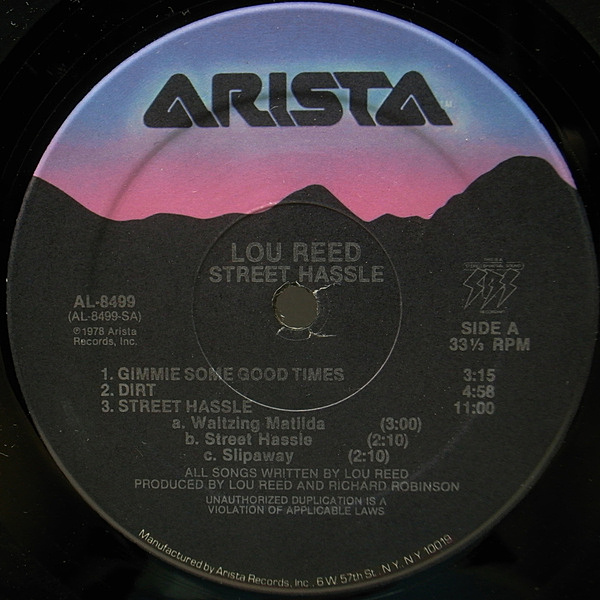 ARISTA
TM
LOU REED
STREET HASSLE
AL-8499
(AL-8499-SA)
℗1978 Arista
Records, Inc.
SIDE A
33⅓ RPM
1. GIMMIE SOME GOOD TIMES 3:15
2. DIRT 4:58
3. STREET HASSLE 11:00
a. Waltzing Matilda (3:00)
b. Street Hassle (2:10)
c. Slipaway (2:10)
ALL SONGS WRITTEN BY LOU REED
PRODUCED BY LOU REED AND RICHARD ROBINSON
UNAUTHORIZED DUPLICATION IS A
VIOLATION OF APPLICABLE LAWS
Manufactured by Arista Records, Inc., 6 W 57th St., N.Y., N.Y. 10019